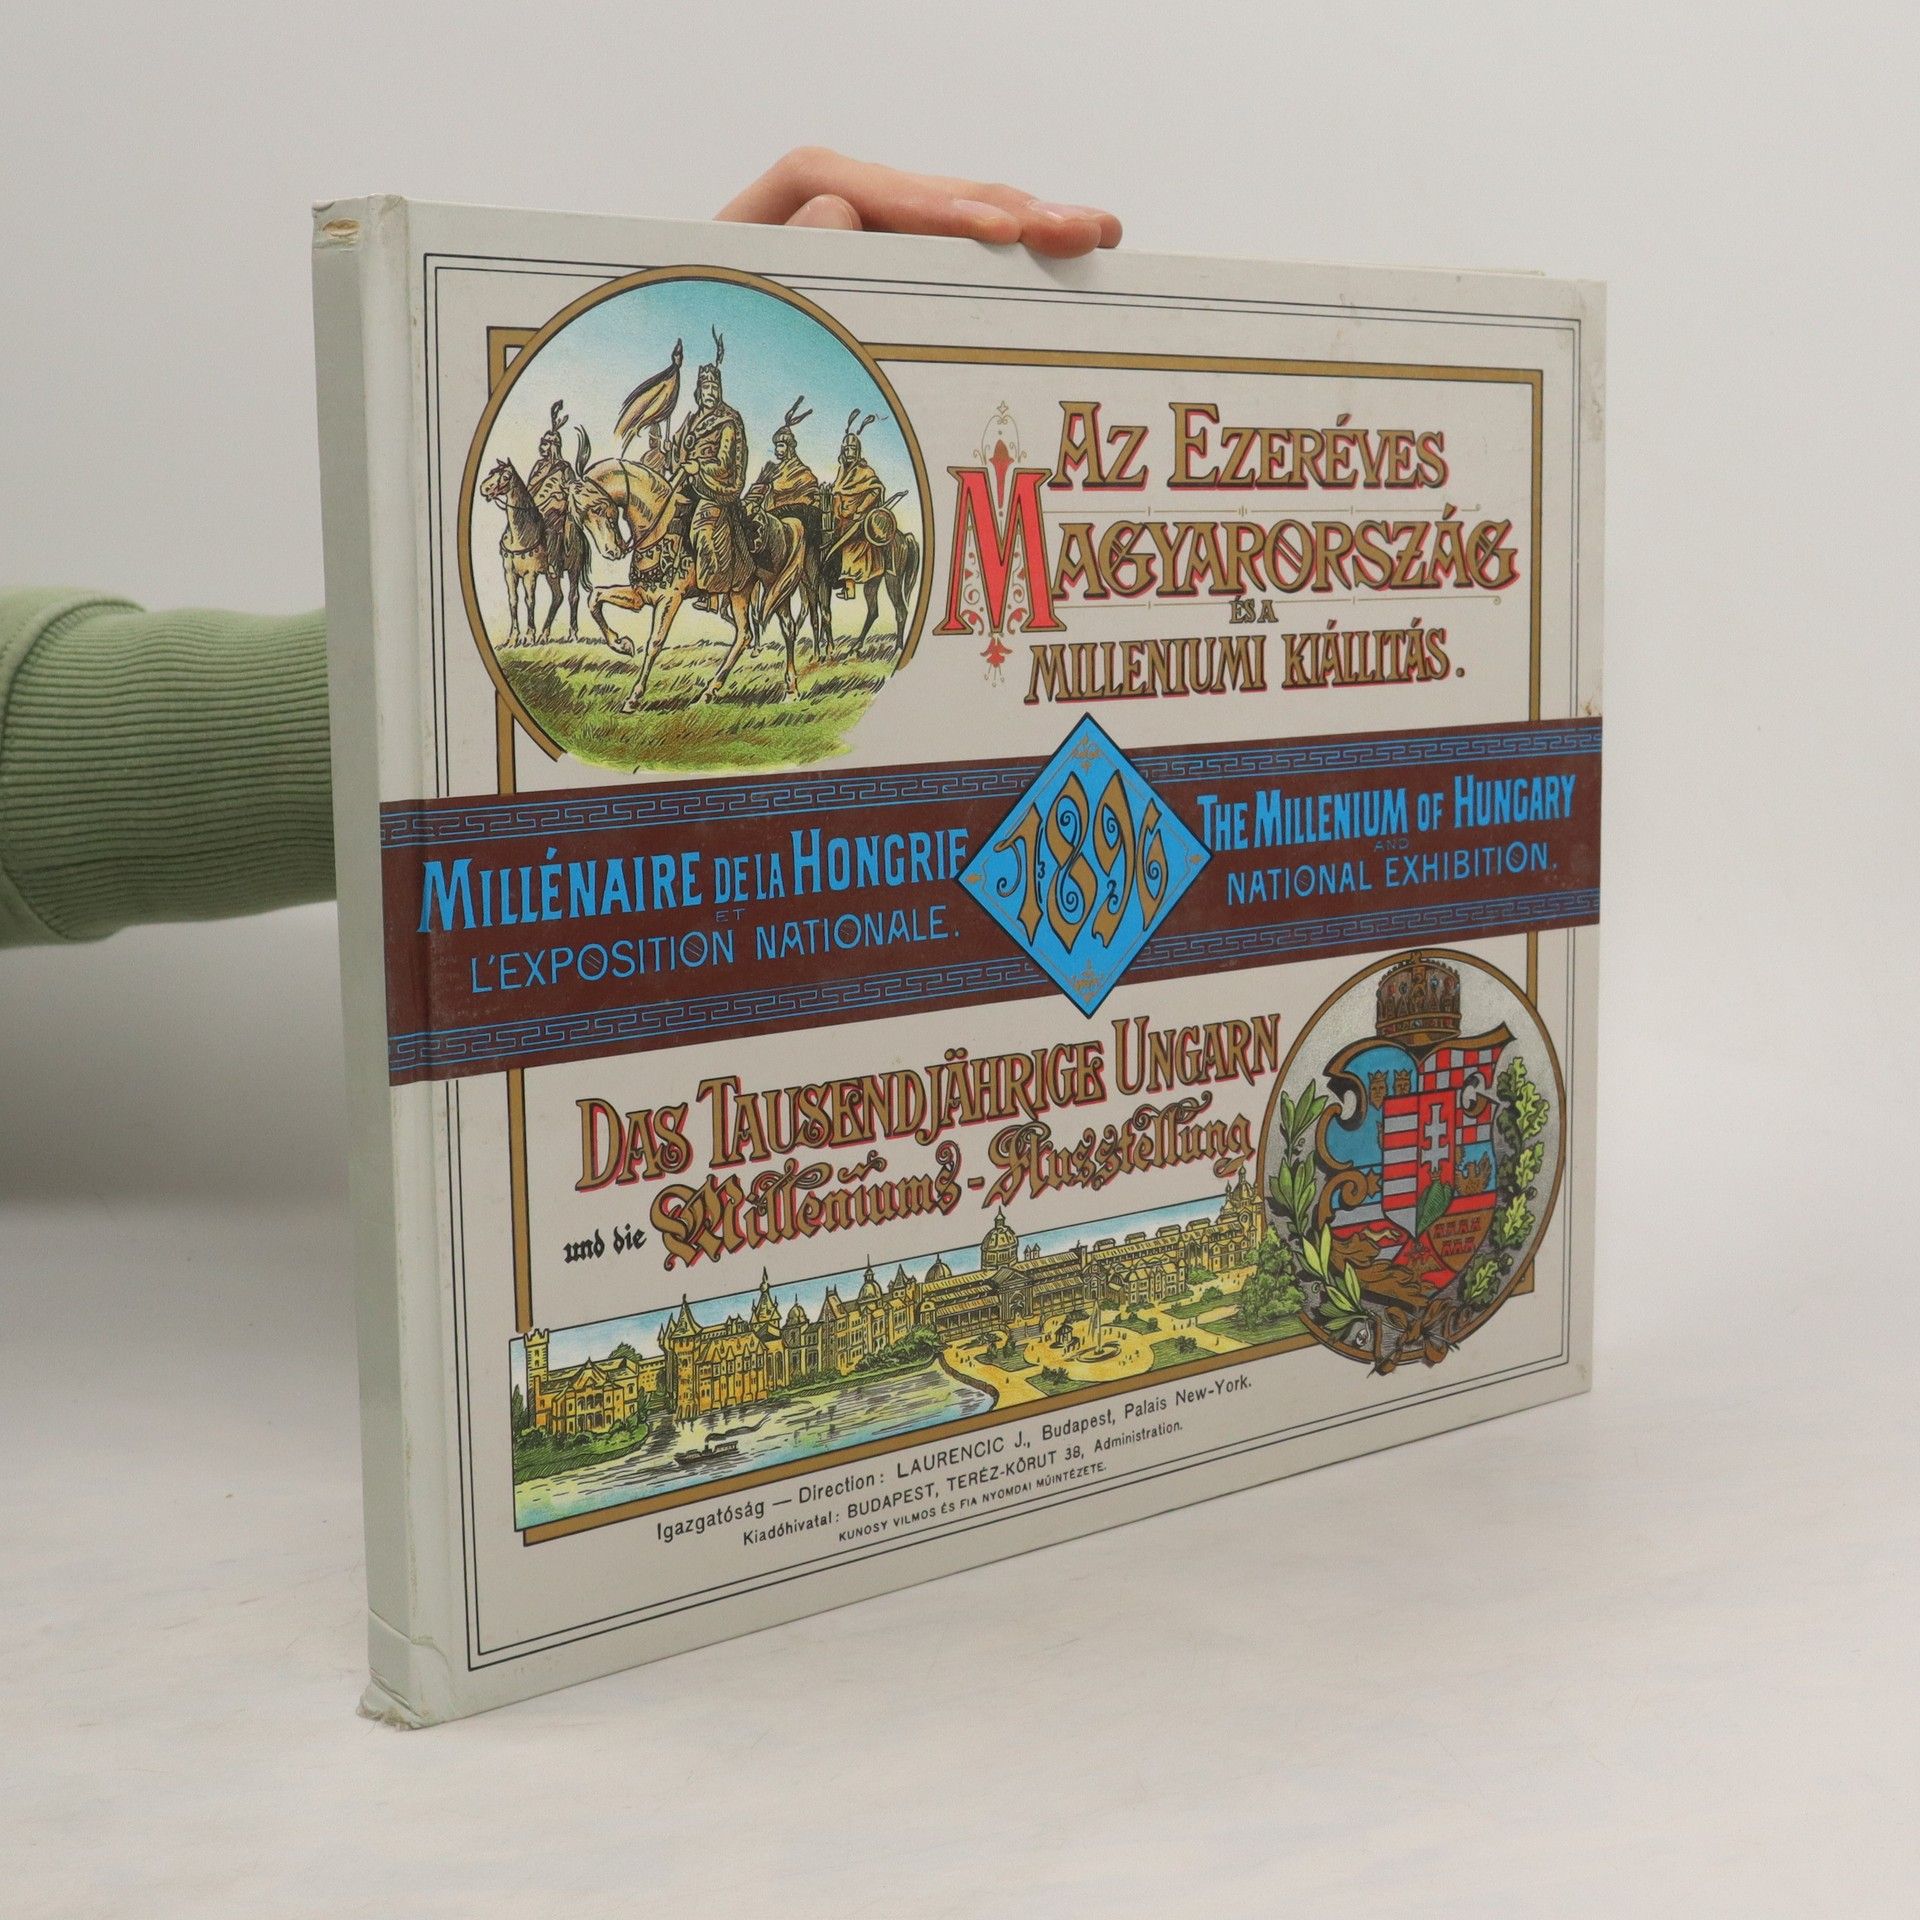 AZ EZERÉVES
MAGYARORSZÁG
ÉS A
MILLENIUMI KIÁLLITÁS.
MILLÉNAIRE DE LA HONGRIE
ET
L'EXPOSITION NATIONALE.
1896
THE MILLENIUM OF HUNGARY
AND
NATIONAL EXHIBITION.
DAS TAUSENDJÄHRIGE UNGARN
und die Milleniums-Ausstellung
Igazgatóság — Direction: LAURENCIC J., Budapest, Palais New-York.
Kiadóhivatal: BUDAPEST, TERÉZ-KÖRUT 38, Administration.
KUNOSY VILMOS ÉS FIA NYOMDAI MŰINTÉZETE.